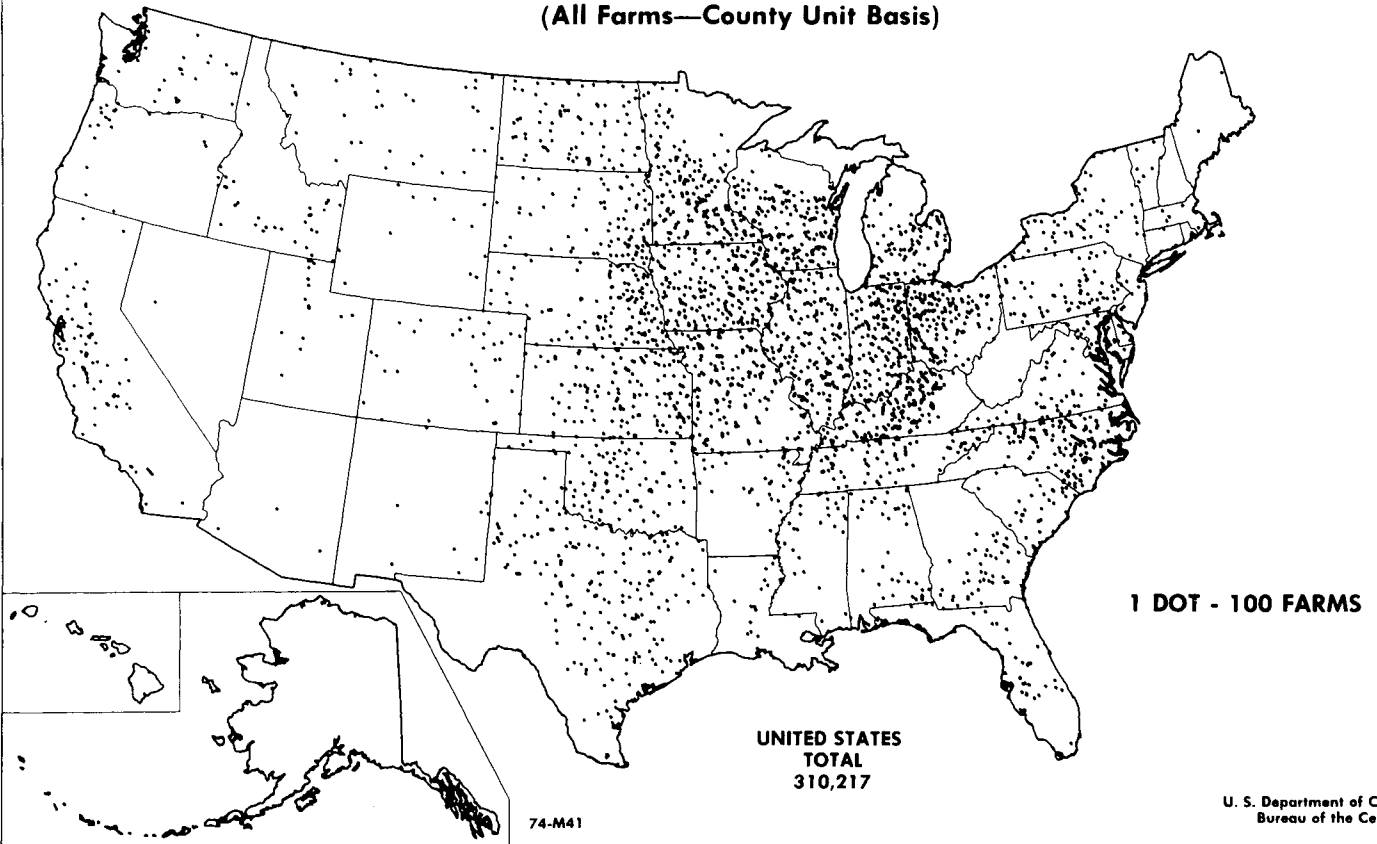 (All Farms—County Unit Basis)
1 DOT - 100 FARMS
UNITED STATES
TOTAL
310,217
74-M41
U. S. Department of C
Bureau of the Ce